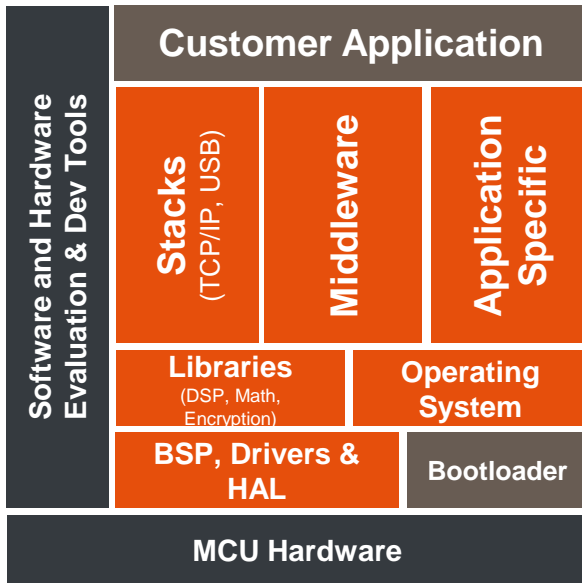 Customer Application
Software and Hardware
Evaluation & Dev Tools
Stacks
(TCP/IP, USB)
Middleware
Application
Specific
Libraries
(DSP, Math,
Encryption)
Operating
System
BSP, Drivers &
HAL
Bootloader
MCU Hardware